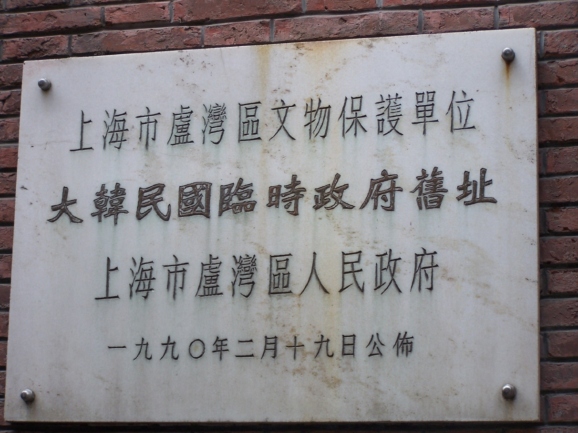 上海市盧灣區文物保護單位
大韓民國臨時政府舊址
上海市盧灣區人民政府
一九九〇年二月十九日公佈